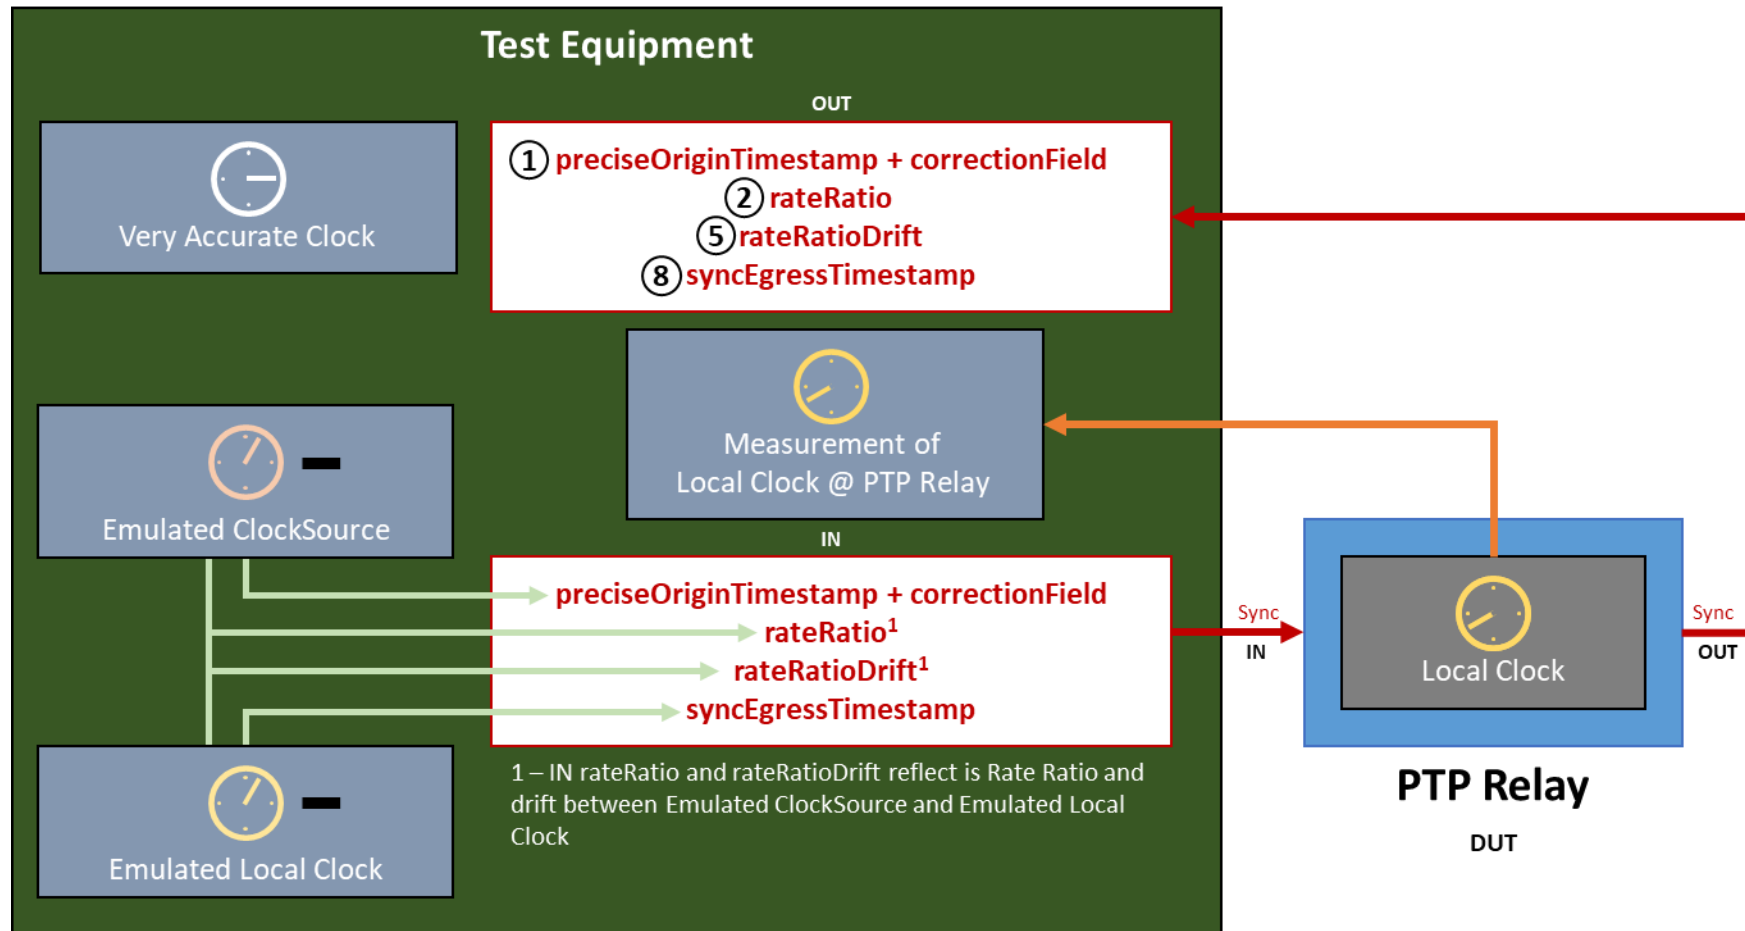 Test Equipment
OUT
Very Accurate Clock
① preciseOriginTimestamp + correctionField
② rateRatio
⑤ rateRatioDrift
⑧ syncEgressTimestamp
Measurement of
Local Clock @ PTP Relay
Emulated ClockSource
IN
preciseOriginTimestamp + correctionField
rateRatio¹
rateRatioDrift¹
syncEgressTimestamp
1 – IN rateRatio and rateRatioDrift reflect is Rate Ratio and
drift between Emulated ClockSource and Emulated Local
Clock
Emulated Local Clock
Sync
IN
Local Clock
Sync
OUT
PTP Relay
DUT